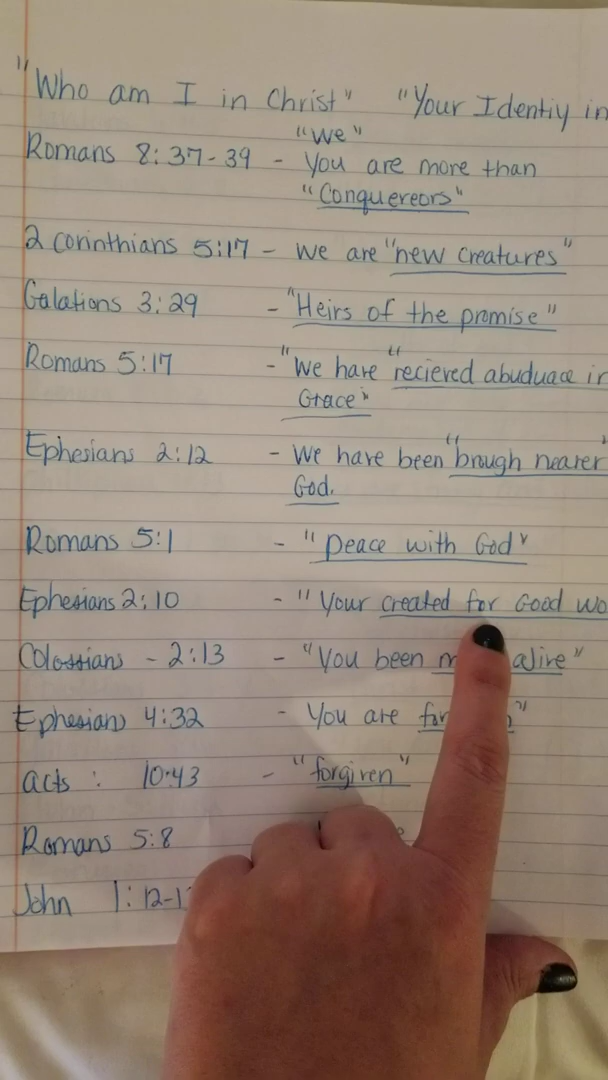 "Who am I in Christ" "Your Identiy in
"We"
Romans 8:37-39 - You are more than
"Conquereors"
2 corinthians 5:17 - We are "new creatures"
Galations 3:29 - "Heirs of the promise"
Romans 5:17 - "We have "recieved abuduace in
Grace"
Ephesians 2:12 - We have been "brough nearer"
God.
Romans 5:1 - "peace with God"
Ephesians 2:10 - "Your created for Good wo
Colossians - 2:13 - "You been alive"
Ephesians 4:32 - You are
acts : 10:43 - "forgiven"
Romans 5:8
John 1:12-1